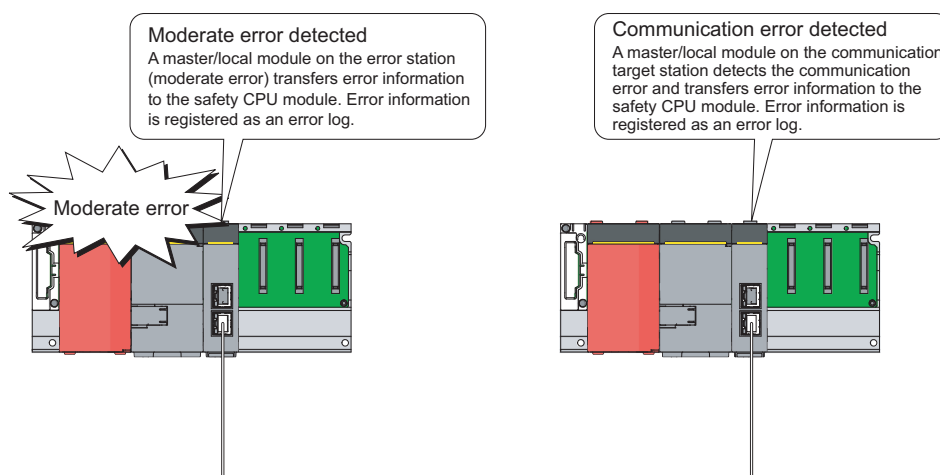 Moderate error detected
A master/local module on the error station
(moderate error) transfers error information
to the safety CPU module. Error information
is registered as an error log.
Moderate error
Communication error detected
A master/local module on the communication
target station detects the communication
error and transfers error information to the
safety CPU module. Error information is
registered as an error log.